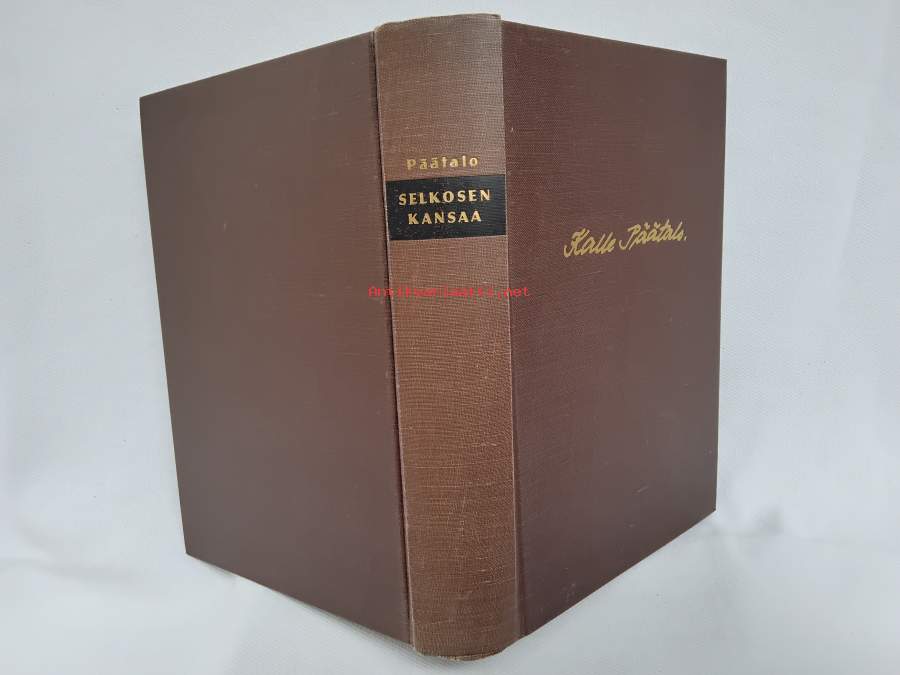 Päätalo
SELKOSEN
KANSAA
Kalle Päätalo.
Antikvariaatti.net